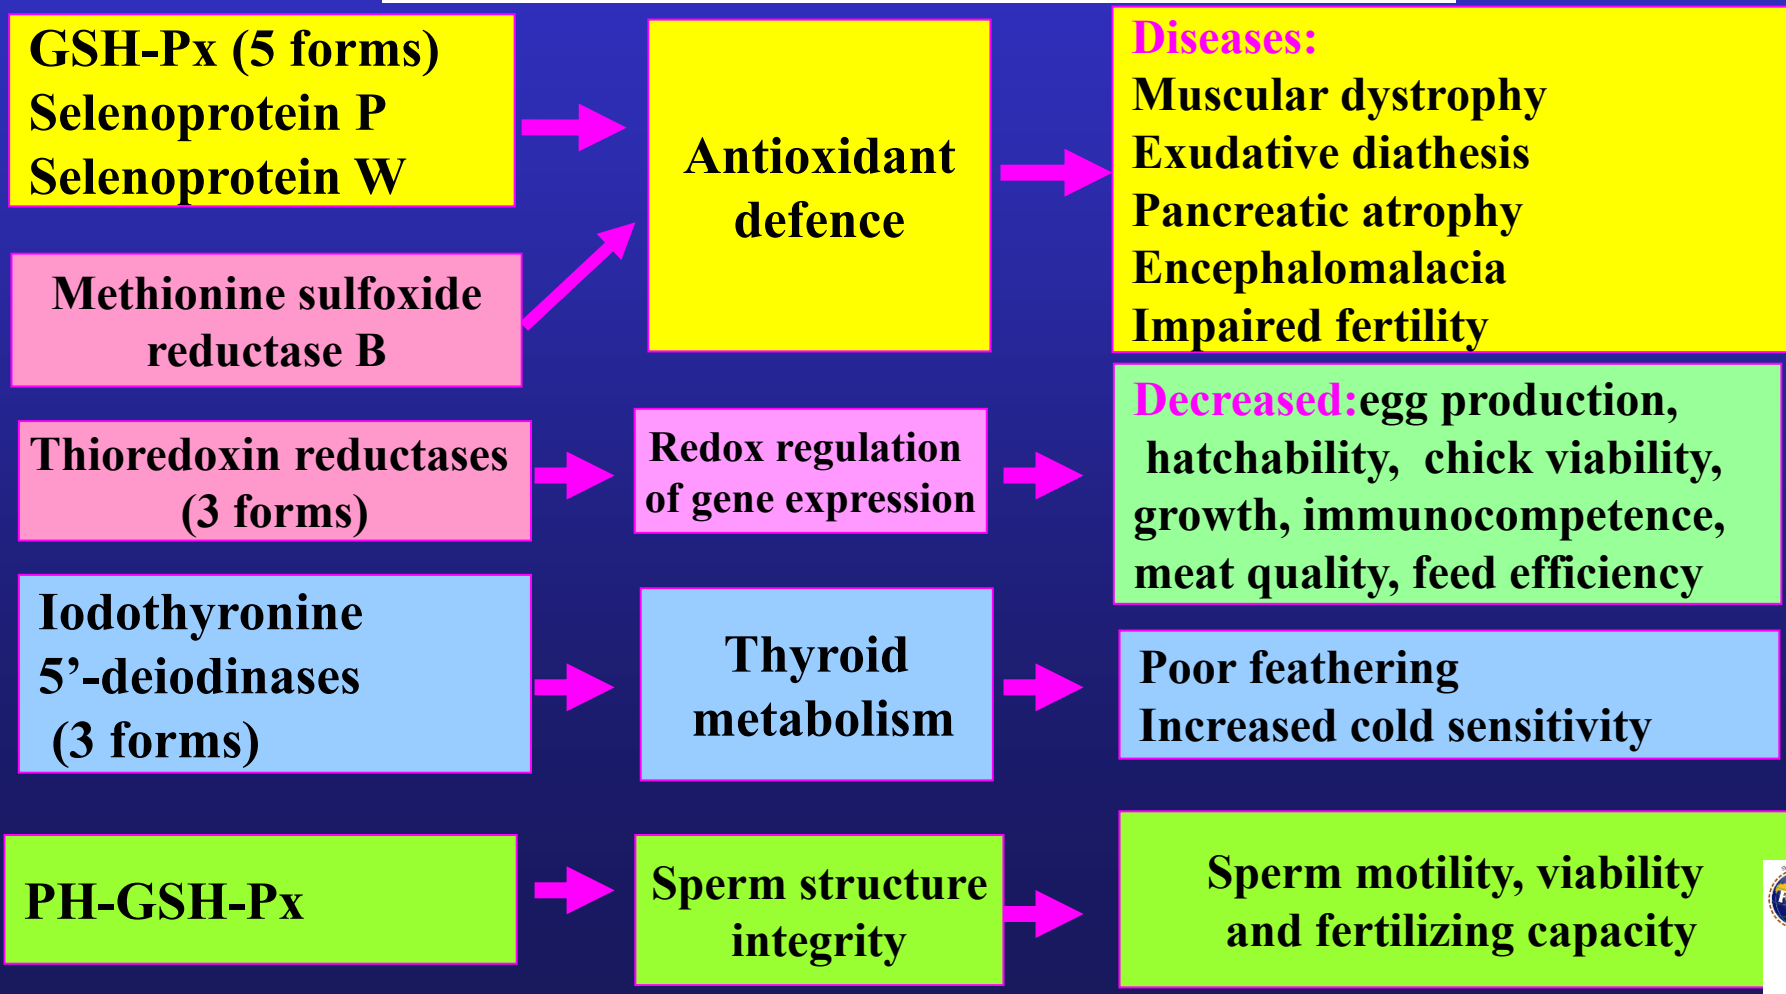 GSH-Px (5 forms)
Selenoprotein P
Selenoprotein W
Antioxidant
defence
Diseases:
Muscular dystrophy
Exudative diathesis
Pancreatic atrophy
Encephalomalacia
Impaired fertility
Methionine sulfoxide
reductase B
Thioredoxin reductases
(3 forms)
Redox regulation
of gene expression
Decreased:egg production,
hatchability, chick viability,
growth, immunocompetence,
meat quality, feed efficiency
Iodothyronine
5’-deiodinases
(3 forms)
Thyroid
metabolism
Poor feathering
Increased cold sensitivity
PH-GSH-Px
Sperm structure
integrity
Sperm motility, viability
and fertilizing capacity